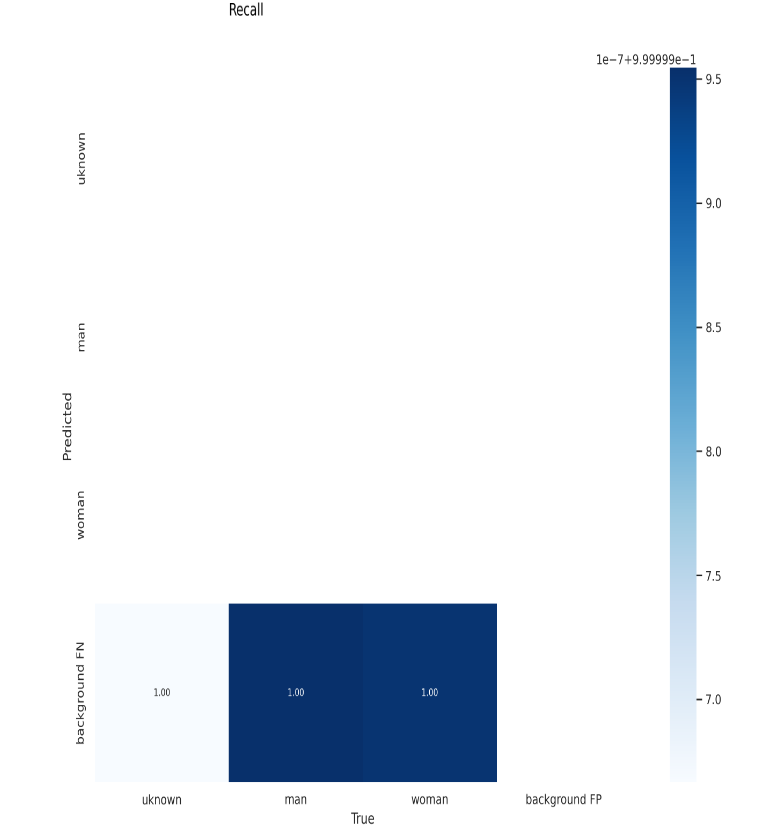 Recall
1e−7+9.99999e−1
9.5
9.0
8.5
8.0
7.5
7.0
uknown
man
Predicted
woman
background FN
1.00 1.00 1.00
uknown man woman background FP
True